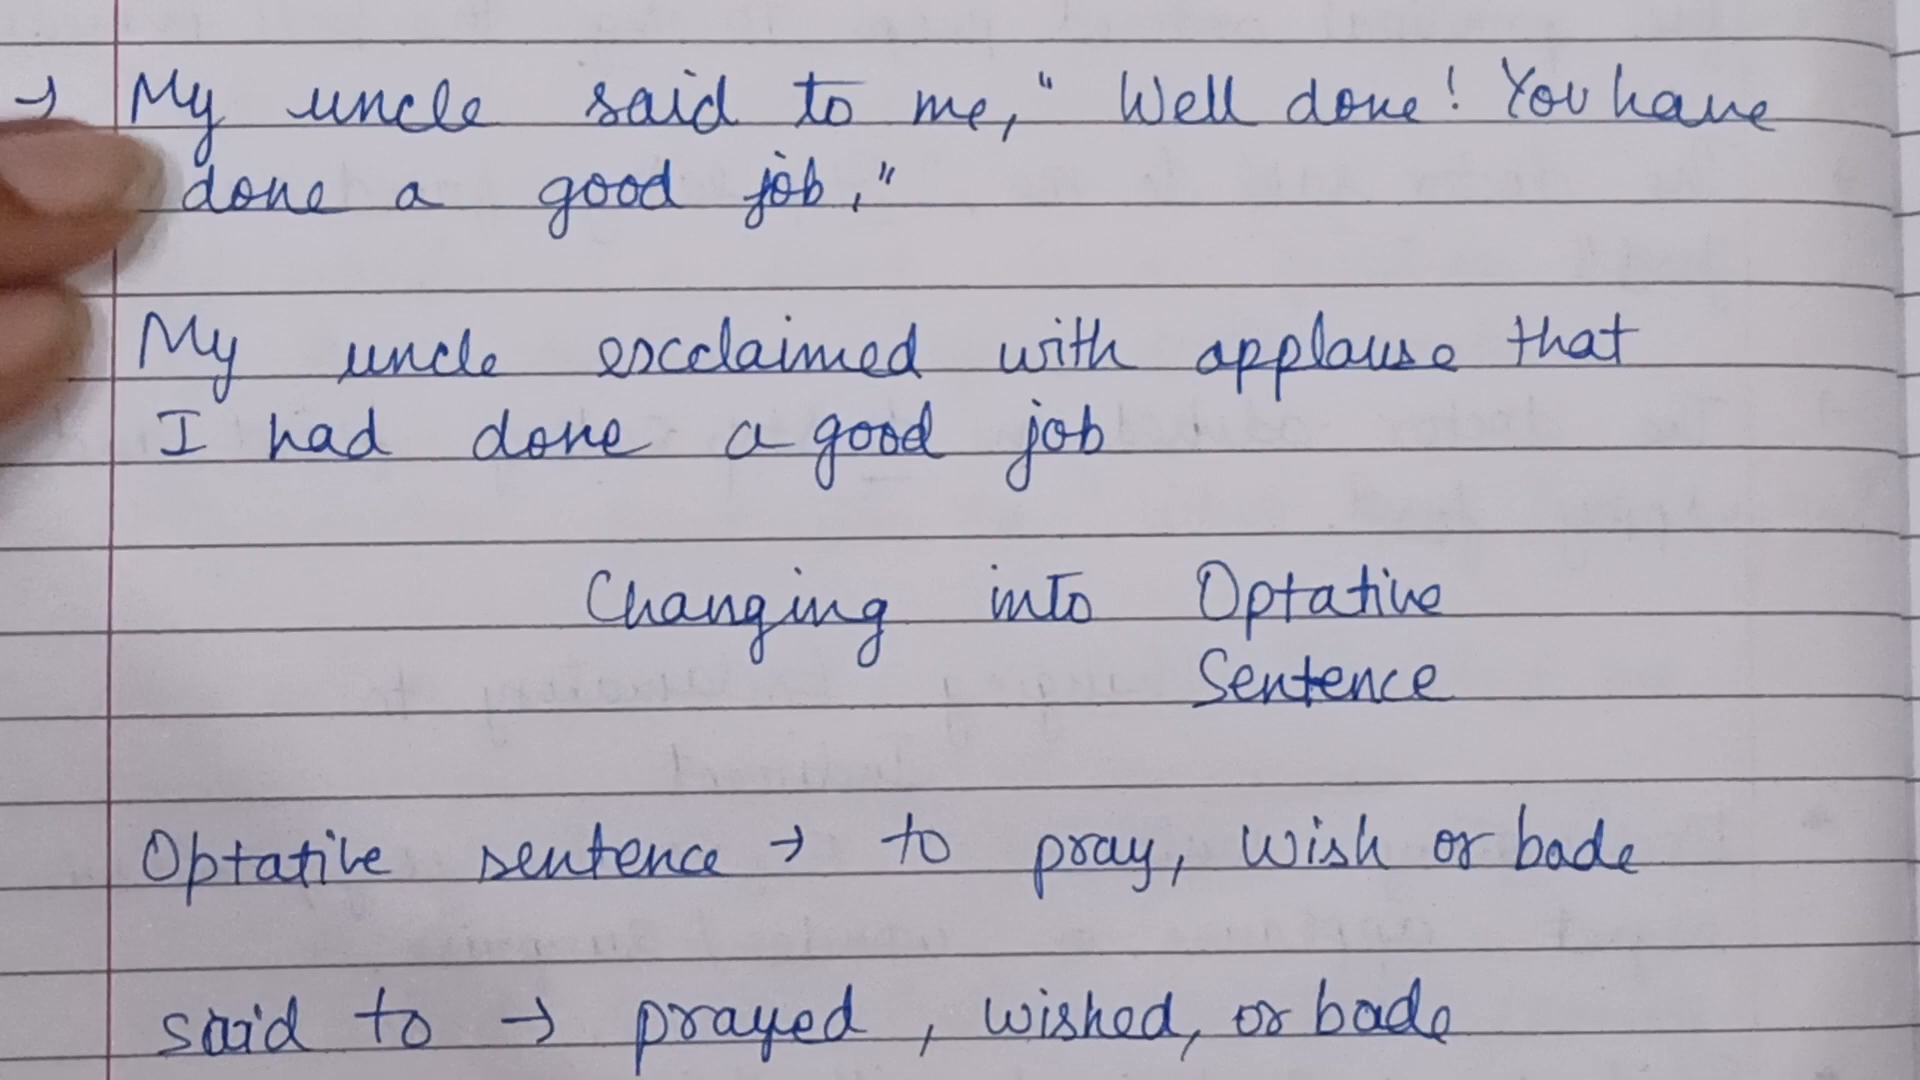 → My uncle said to me, "Well done! You have
done a good job,"
My uncle exclaimed with applause that
I had done a good job
Changing into Optative
Sentence
Optative sentence → to pray, wish or bade
said to → prayed, wished, or bade